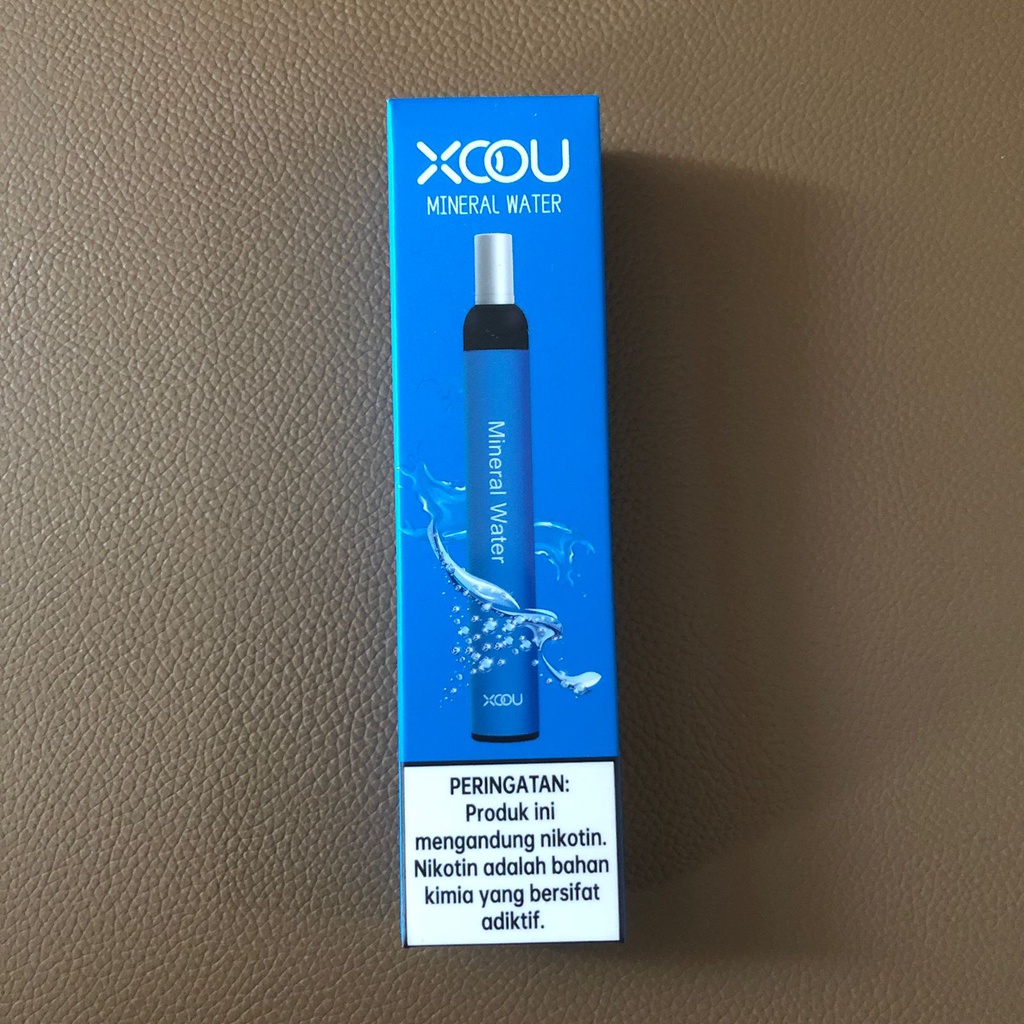 XOOU
MINERAL WATER
Mineral Water
XOOU
PERINGATAN:
Produk ini
mengandung nikotin.
Nikotin adalah bahan
kimia yang bersifat
adiktif.